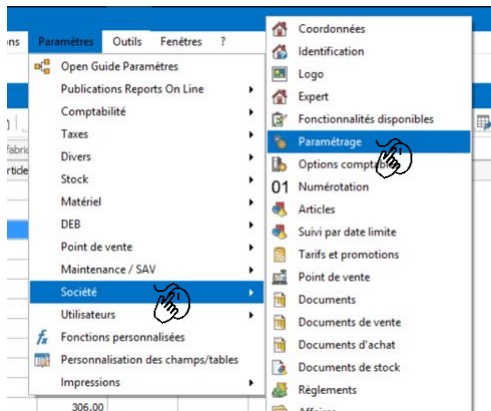 ons Paramètres Outils Fenêtres ?
Open Guide Paramètres
Publications Reports On Line
Comptabilité
Taxes
Divers
Stock
Matériel
DEB
Point de vente
Maintenance / SAV
Société
Utilisateurs
Fonctions personnalisées
Personnalisation des champs/tables
Impressions
fabric
rticle
306.00
Coordonnées
Identification
Logo
Expert
Fonctionnalités disponibles
Paramétrage
Options comptables
01 Numérotation
Articles
Suivi par date limite
Tarifs et promotions
Point de vente
Documents
Documents de vente
Documents d'achat
Documents de stock
Règlements
Affaires